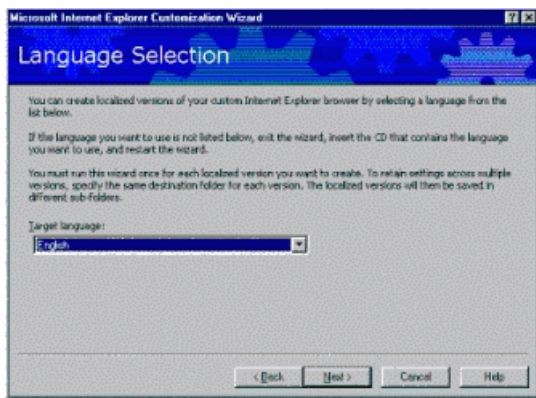 Microsoft Internet Explorer Customization Wizard
Language Selection
You can create localized versions of your custom Internet Explorer browser by selecting a language from the
list below.
If the language you want to use is not listed below, exit the wizard, insert the CD that contains the language
you want to use, and restart the wizard.
You must run this wizard once for each localized version you want to create. To retain settings across multiple
versions, specify the same destination folder for each version. The localized versions will then be saved in
different sub-folders.
Target language:
English
< Back Next > Cancel Help